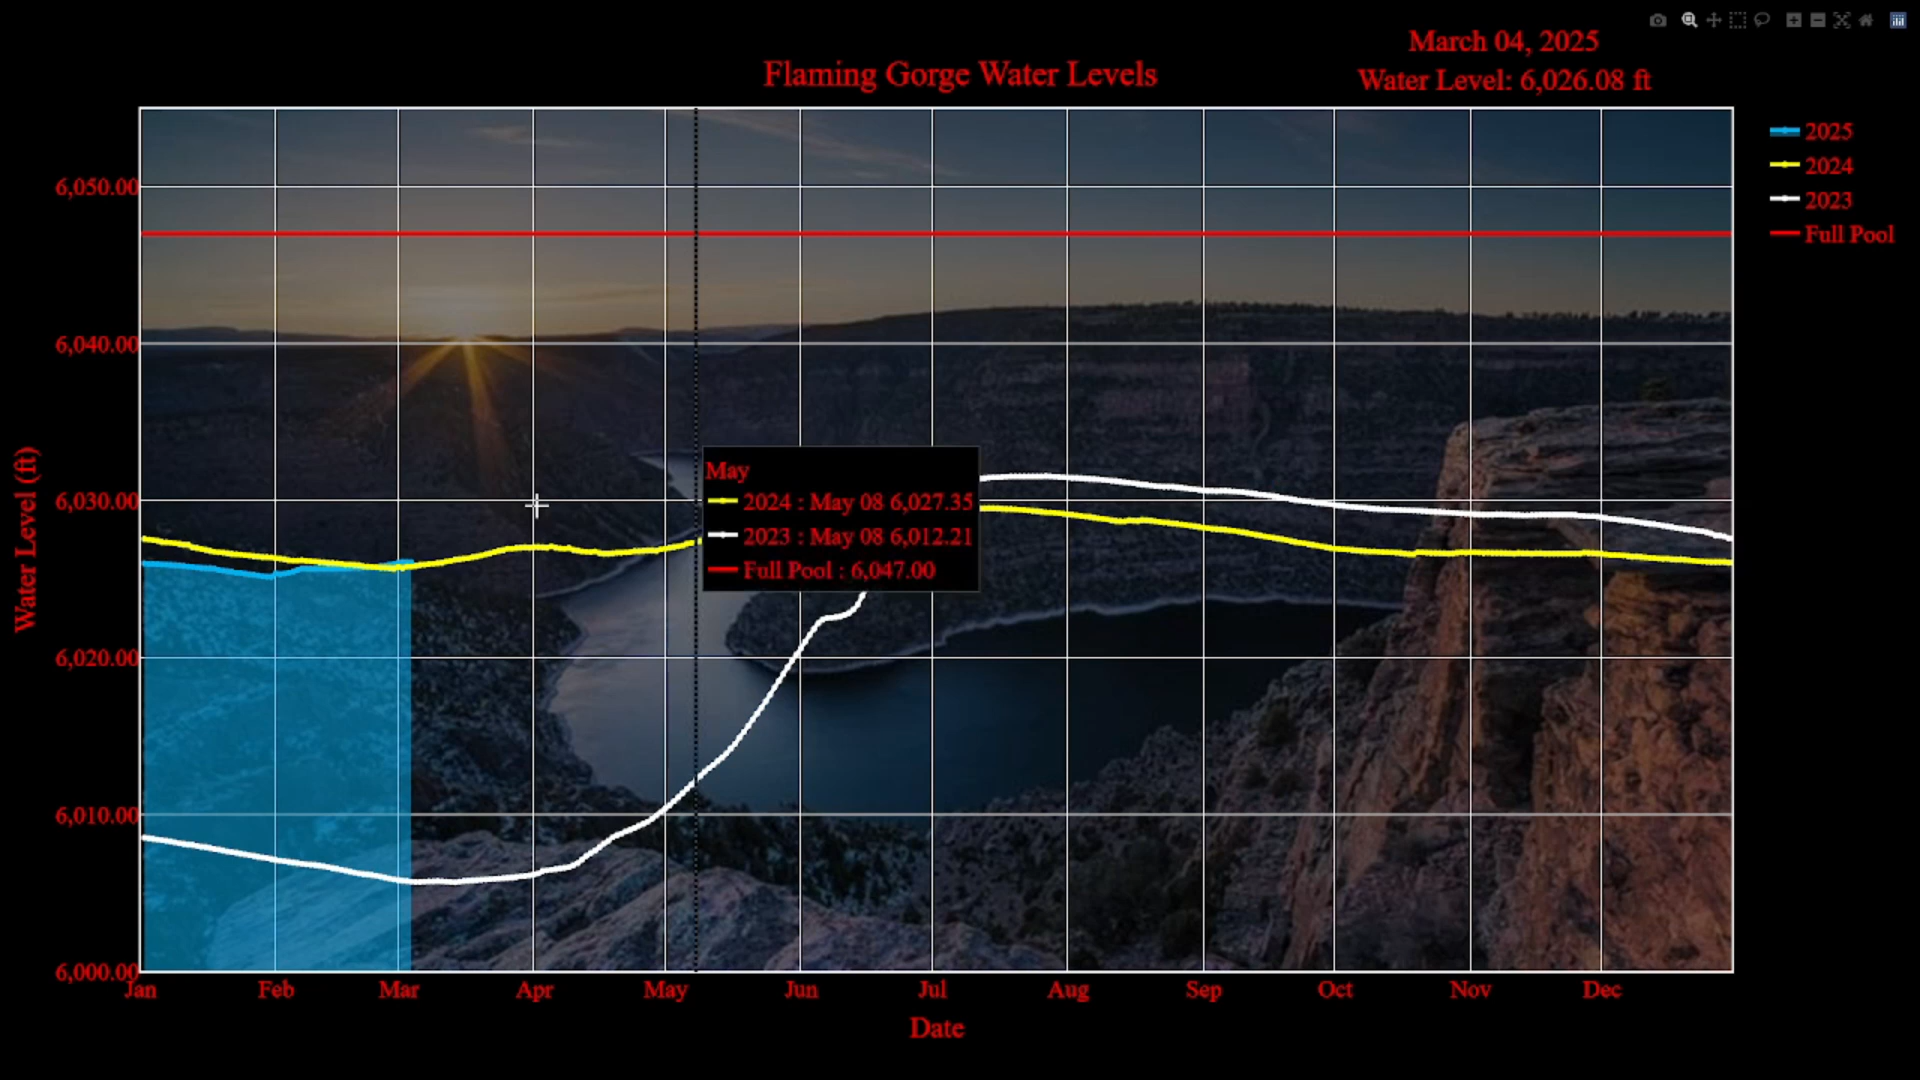 March 04, 2025
Flaming Gorge Water Levels
Water Level: 6,026.08 ft
2025
2024
2023
Full Pool
6,050.00
6,040.00
6,030.00
6,020.00
6,010.00
6,000.00
Water Level (ft)
May
2024 : May 08 6,027.35
2023 : May 08 6,012.21
Full Pool : 6,047.00
Jan Feb Mar Apr May Jun Jul Aug Sep Oct Nov Dec
Date